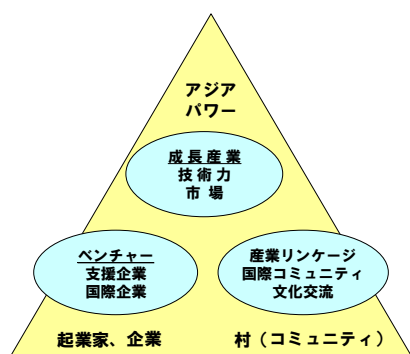 アジア
パワー
成長産業
技術力
市 場
ベンチャー
支援企業
国際企業
産業リンケージ
国際コミュニティ
文化交流
起業家、企業
村（コミュニティ）